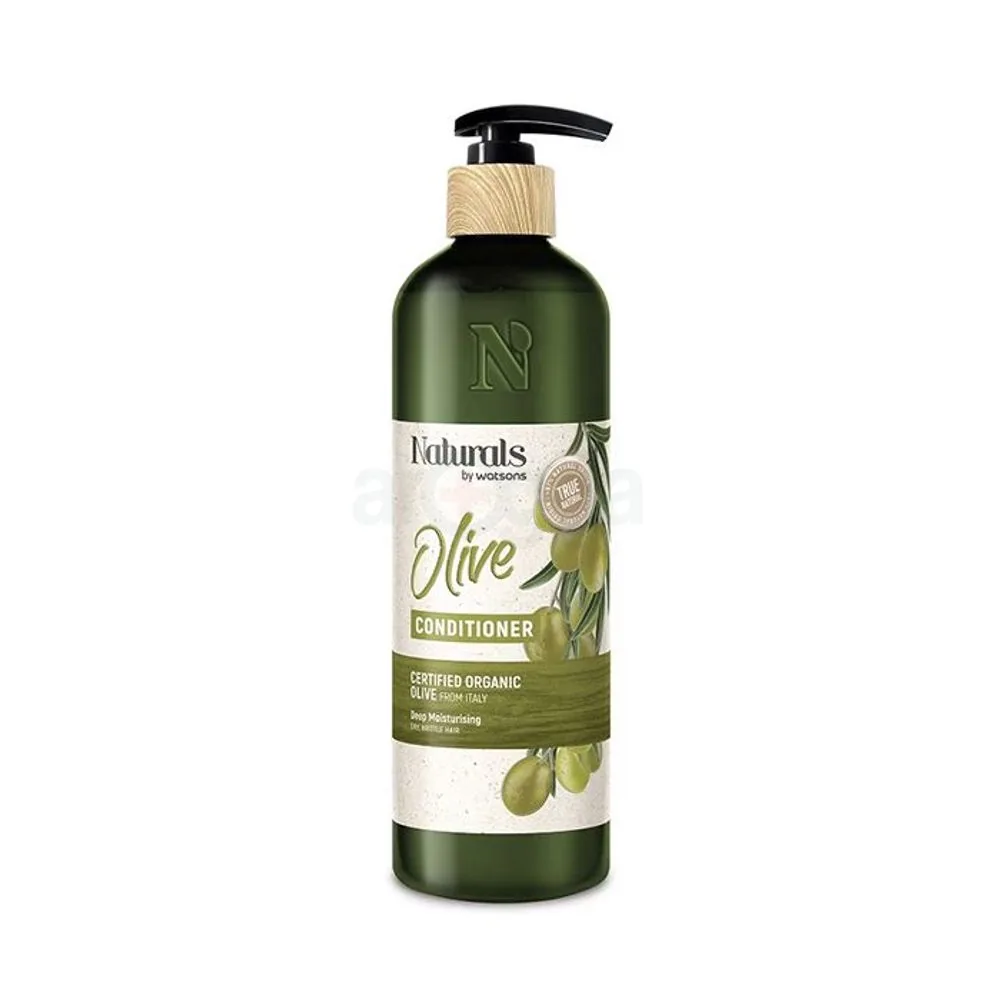 N
Naturals
by watsons
TRUE
NATURAL
Olive
CONDITIONER
CERTIFIED ORGANIC
OLIVE FROM ITALY
Deep Moisturising
DRY, BRITTLE HAIR